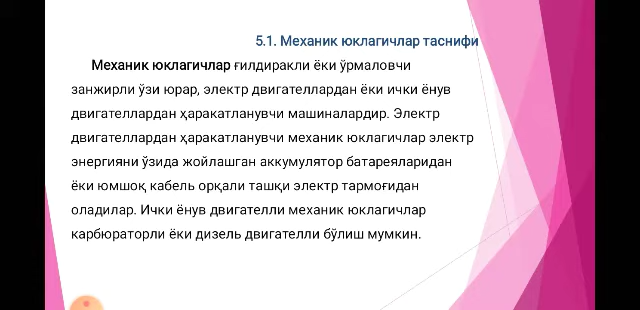 5.1. Механик юклагичлар таснифи
Механик юклагичлар ғилдиракли ёки ўрмаловчи
занжирли ўзи юрар, электр двигателлардан ёки ички ёнув
двигателлардан ҳаракатланувчи машиналардир. Электр
двигателлардан ҳаракатланувчи механик юклагичлар электр
энергияни ўзида жойлашган аккумулятор батареяларидан
ёки юмшоқ кабель орқали ташқи электр тармоғидан
оладилар. Ички ёнув двигателли механик юклагичлар
карбюраторли ёки дизель двигателли бўлиш мумкин.